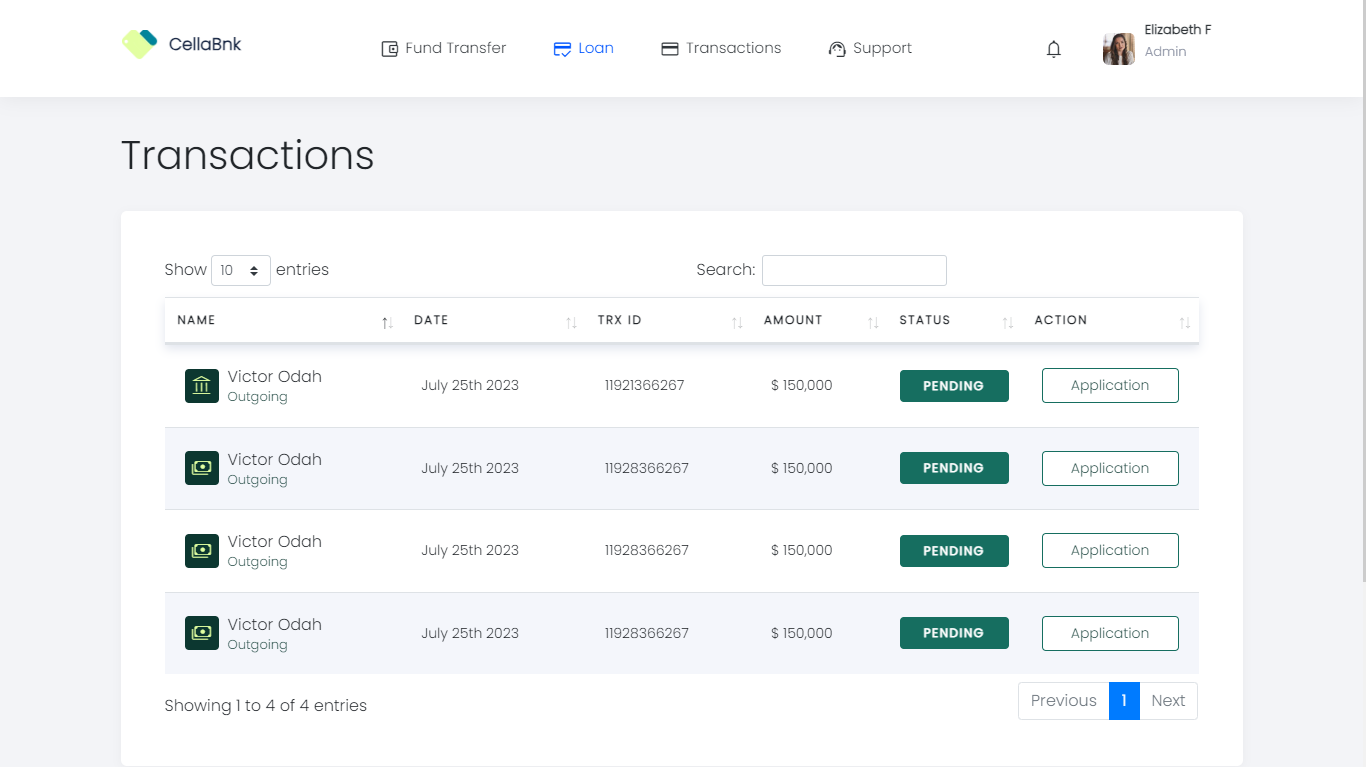 CellaBnk
Fund Transfer
Loan
Transactions
Support
Elizabeth F
Admin
Transactions
Show 10 entries
Search:
NAME DATE TRX ID AMOUNT STATUS ACTION
Victor Odah
Outgoing
July 25th 2023 11921366267 $ 150,000 PENDING Application
Victor Odah
Outgoing
July 25th 2023 11928366267 $ 150,000 PENDING Application
Victor Odah
Outgoing
July 25th 2023 11928366267 $ 150,000 PENDING Application
Victor Odah
Outgoing
July 25th 2023 11928366267 $ 150,000 PENDING Application
Showing 1 to 4 of 4 entries
Previous 1 Next